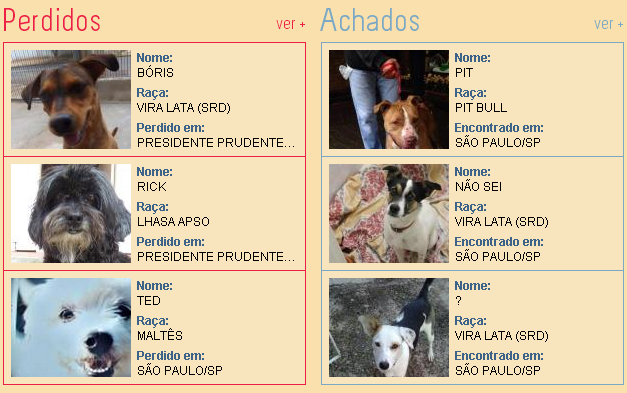 Perdidos
ver +
Nome:
BÓRIS
Raça:
VIRA LATA (SRD)
Perdido em:
PRESIDENTE PRUDENTE...
Nome:
RICK
Raça:
LHASA APSO
Perdido em:
PRESIDENTE PRUDENTE...
Nome:
TED
Raça:
MALTÊS
Perdido em:
SÃO PAULO/SP
Achados
ver +
Nome:
PIT
Raça:
PIT BULL
Encontrado em:
SÃO PAULO/SP
Nome:
NÃO SEI
Raça:
VIRA LATA (SRD)
Encontrado em:
SÃO PAULO/SP
Nome:
?
Raça:
VIRA LATA (SRD)
Encontrado em:
SÃO PAULO/SP